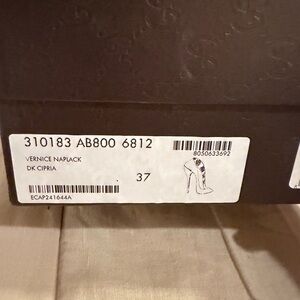 310183 AB800 6812
8050633692
VERNICE NAPLACK
DK CIPRIA
37
ECAP241644A